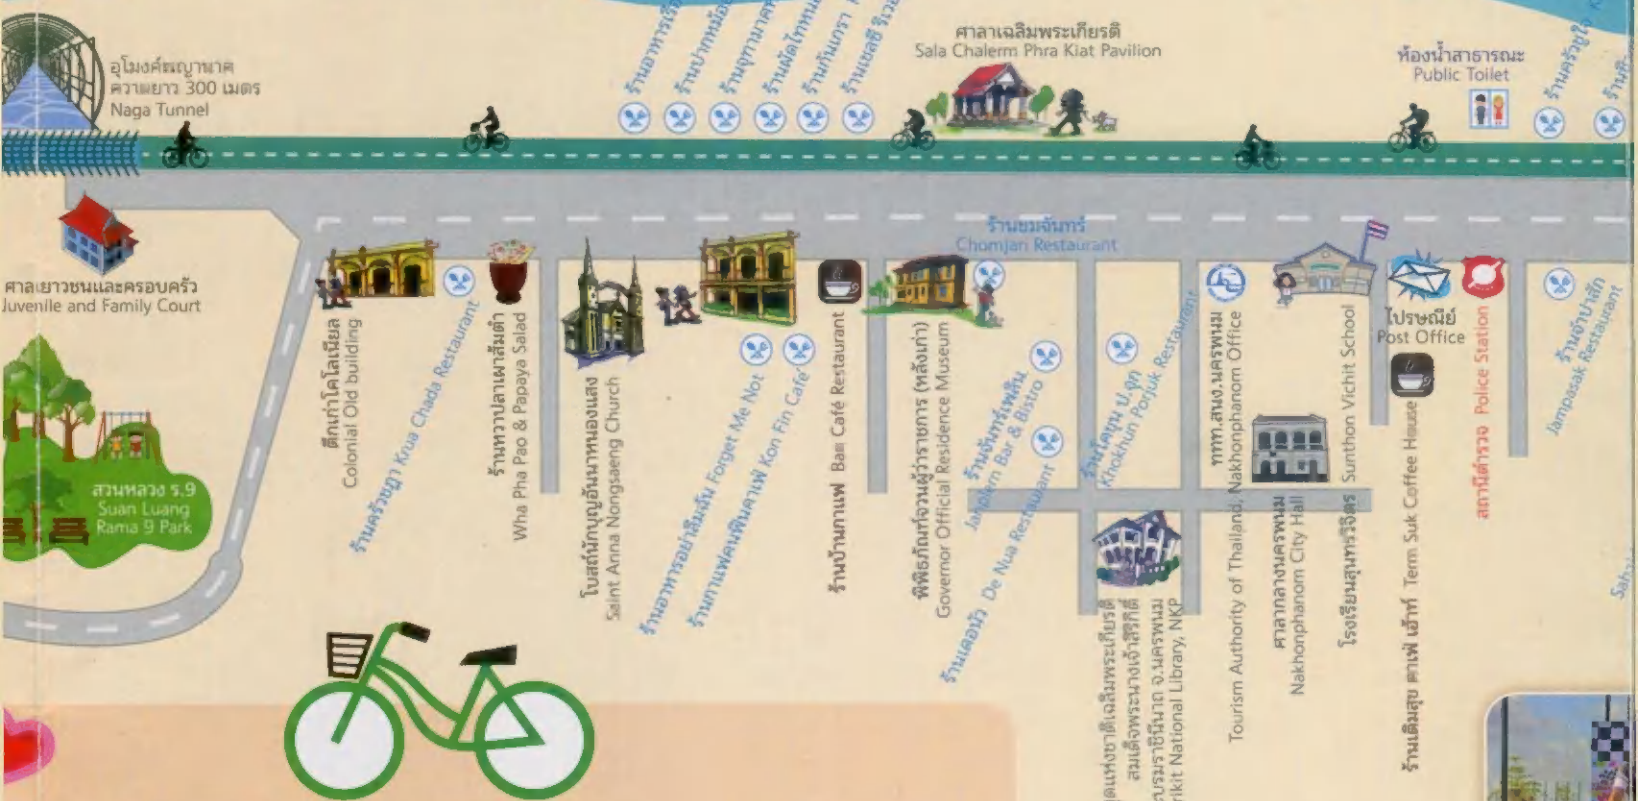 ศาลาเฉลิมพระเกียรติ
Sala Chalerm Phra Kiat Pavilion
ห้องน้ำสาธารณะ
Public Toilet
อุโมงค์พญานาค
ความยาว 300 เมตร
Naga Tunnel
ร้านชมจันทร์
Chomjan Restaurant
ศาลเยาวชนและครอบครัว
Juvenile and Family Court
ตึกเก่าโคโลเนียล
Colonial Old building
ร้านครัวชฎา Krua Chada Restaurant
ร้านหวาปลาเผาส้มตำ
Wha Pha Pao & Papaya Salad
โบสถ์นักบุญอันนาหนองแสง
Saint Anna Nongsaeng Church
ร้านอาหารอย่าลืมฉัน Forget Me Not
ร้านกาแฟคนฟินคาเฟ่ Kon Fin Cafe'
ร้านบ้านกาแฟ Ban Café Restaurant
พิพิธภัณฑ์จวนผู้ว่าราชการ (หลังเก่า)
Governor Official Residence Museum
ร้านจันทร์เพลิน
Janplern Bar & Bistro
De Nua Restaurant
Khokhun Porjuk Restaurant
ททท.สนง.นครพนม
Tourism Authority of Thailand, Nakhonphanom Office
ศาลากลางนครพนม
Nakhonphanom City Hall
โรงเรียนสุนทรวิจิตร Sunthon Vichit School
ไปรษณีย์
Post Office
ร้านเติมสุข คาเฟ่ เฮ้าท์ Term Suk Coffee House
สถานีตำรวจ Police Station
ร้านจำปาสัก
Jampasak Restaurant
สวนหลวง ร.9
Suan Luang
Rama 9 Park
สมเด็จพระนางเจ้าสิริกิติ์
National Library, NKP